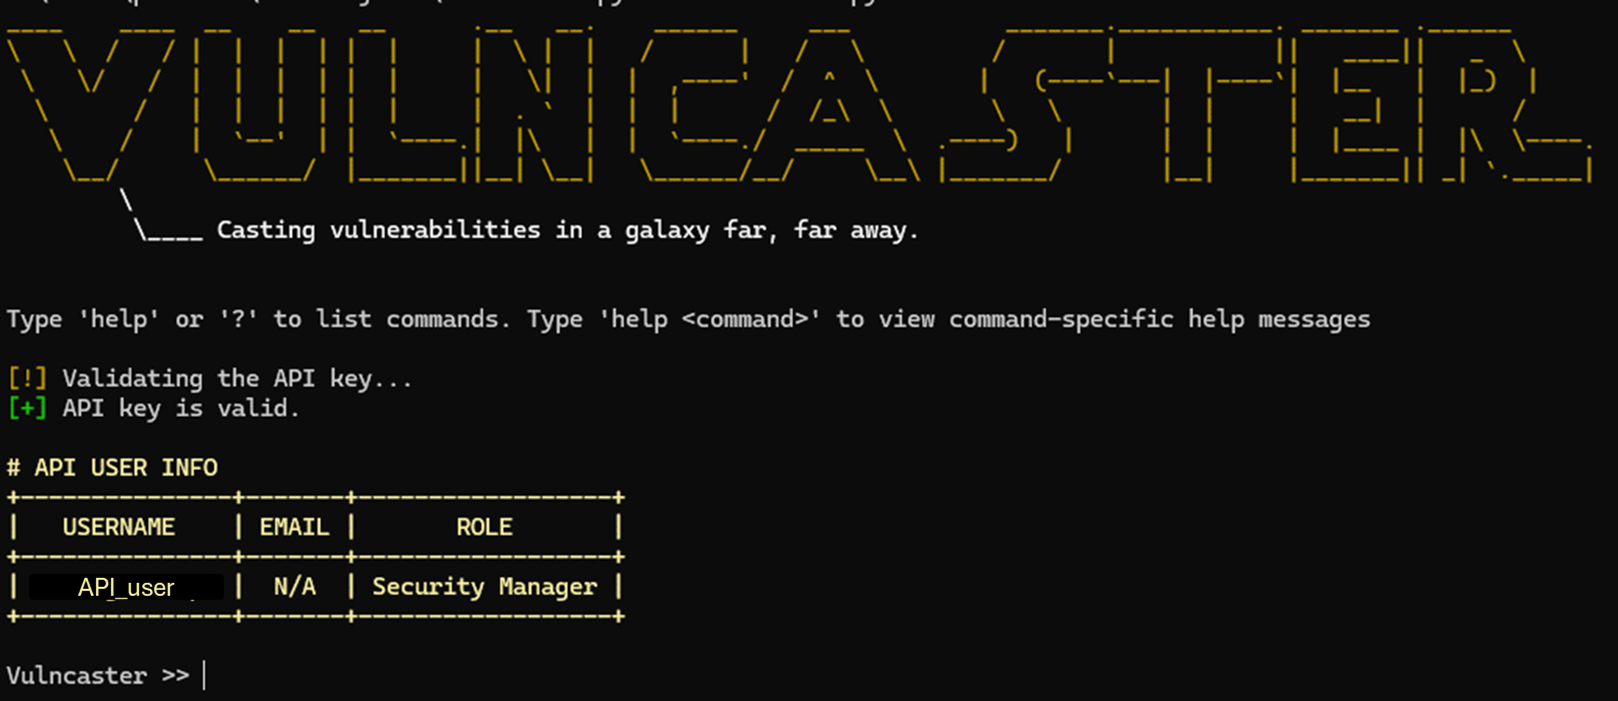 VULNCASTER
\____ Casting vulnerabilities in a galaxy far, far away.
Type 'help' or '?' to list commands. Type 'help <command>' to view command-specific help messages
[!] Validating the API key...
[+] API key is valid.
# API USER INFO
| USERNAME | EMAIL | ROLE |
| API_user | N/A | Security Manager |
Vulncaster >>